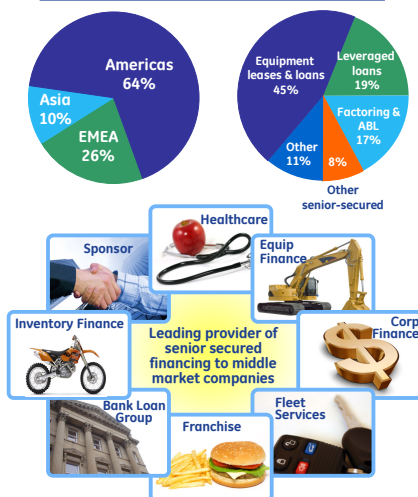 Americas
64%
Asia
10%
EMEA
26%
Equipment
leases & loans
45%
Leveraged
loans
19%
Factoring &
ABL
17%
Other
11%
8%
Other
senior-secured
Healthcare
Sponsor
Equip
Finance
Inventory Finance
Leading provider of
senior secured
financing to middle
market companies
Corp
Finance
Bank Loan
Group
Franchise
Fleet
Services